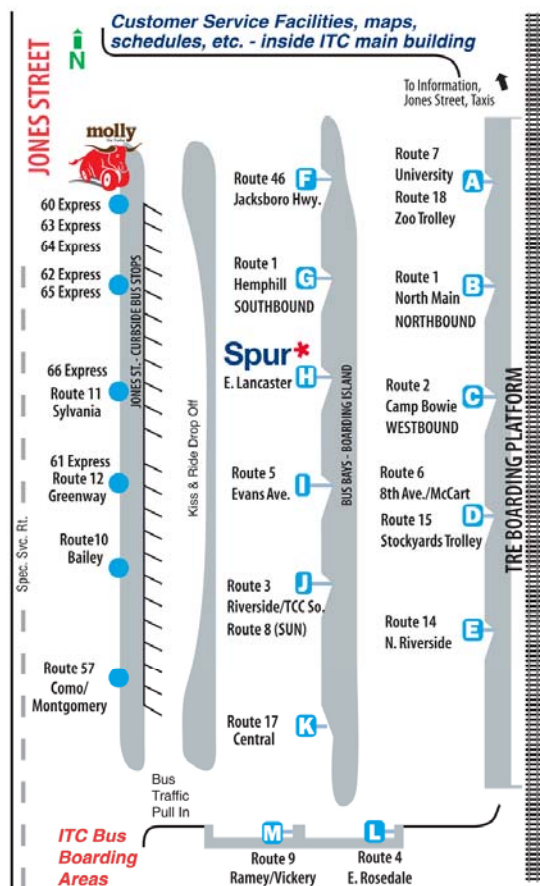 Customer Service Facilities, maps,
schedules, etc. - inside ITC main building
N
JONES STREET
To Information,
Jones Street, Taxis
molly
60 Express
63 Express
64 Express
62 Express
65 Express
66 Express
Route 11
Sylvania
61 Express
Route 12
Greenway
Route10
Bailey
Route 57
Como/
Montgomery
Spec. Svc. Rt.
JONES ST. - CURBSIDE BUS STOPS
Kiss & Ride Drop Off
Route 46
Jacksboro Hwy.
F
Route 1
Hemphill
SOUTHBOUND
G
Spur*
E. Lancaster
H
Route 5
Evans Ave.
I
Route 3
Riverside/TCC So.
Route 8 (SUN)
J
Route 17
Central
K
BUS BAYS - BOARDING ISLAND
Route 7
University
Route 18
Zoo Trolley
A
Route 1
North Main
NORTHBOUND
B
Route 2
Camp Bowie
WESTBOUND
C
Route 6
8th Ave./McCart
Route 15
Stockyards Trolley
D
Route 14
N. Riverside
E
TRE BOARDING PLATFORM
Bus
Traffic
Pull In
ITC Bus
Boarding
Areas
M
Route 9
Ramey/Vickery
L
Route 4
E. Rosedale